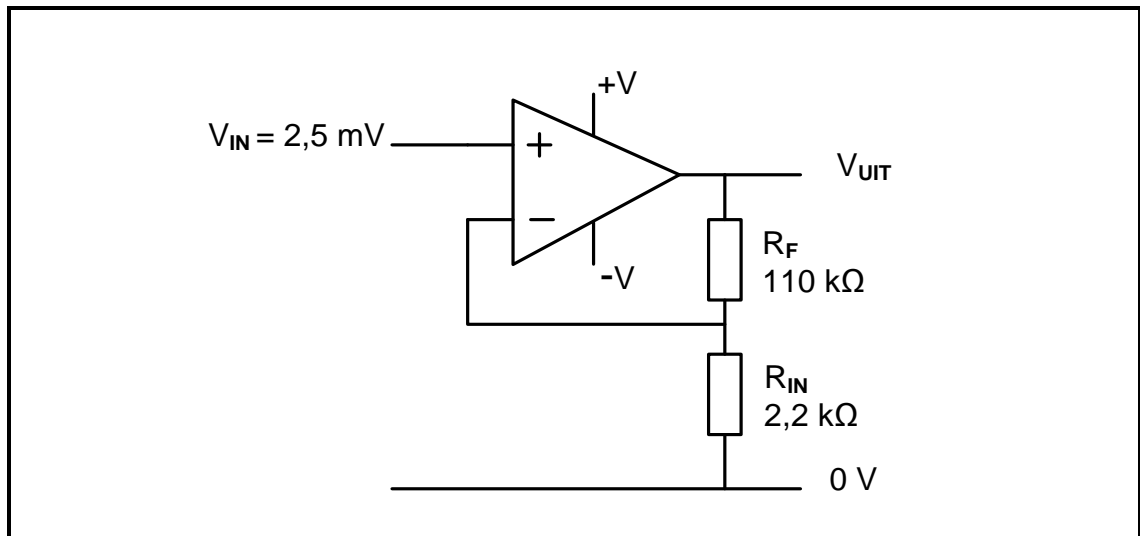 +V
V_IN = 2,5 mV
+
V_UIT
−
R_F
110 kΩ
-V
R_IN
2,2 kΩ
0 V